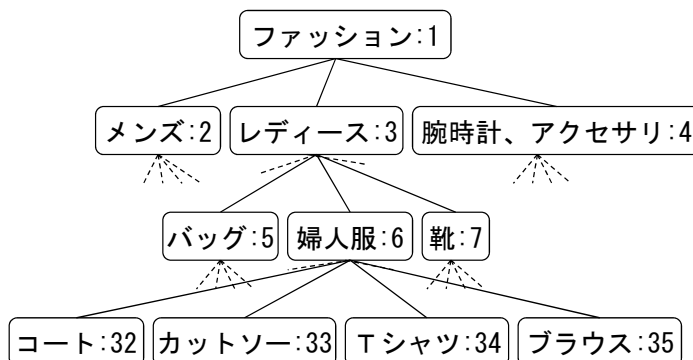 ファッション:1
メンズ:2 レディース:3 腕時計、アクセサリ:4
バッグ:5 婦人服:6 靴:7
コート:32 カットソー:33 Tシャツ:34 ブラウス:35